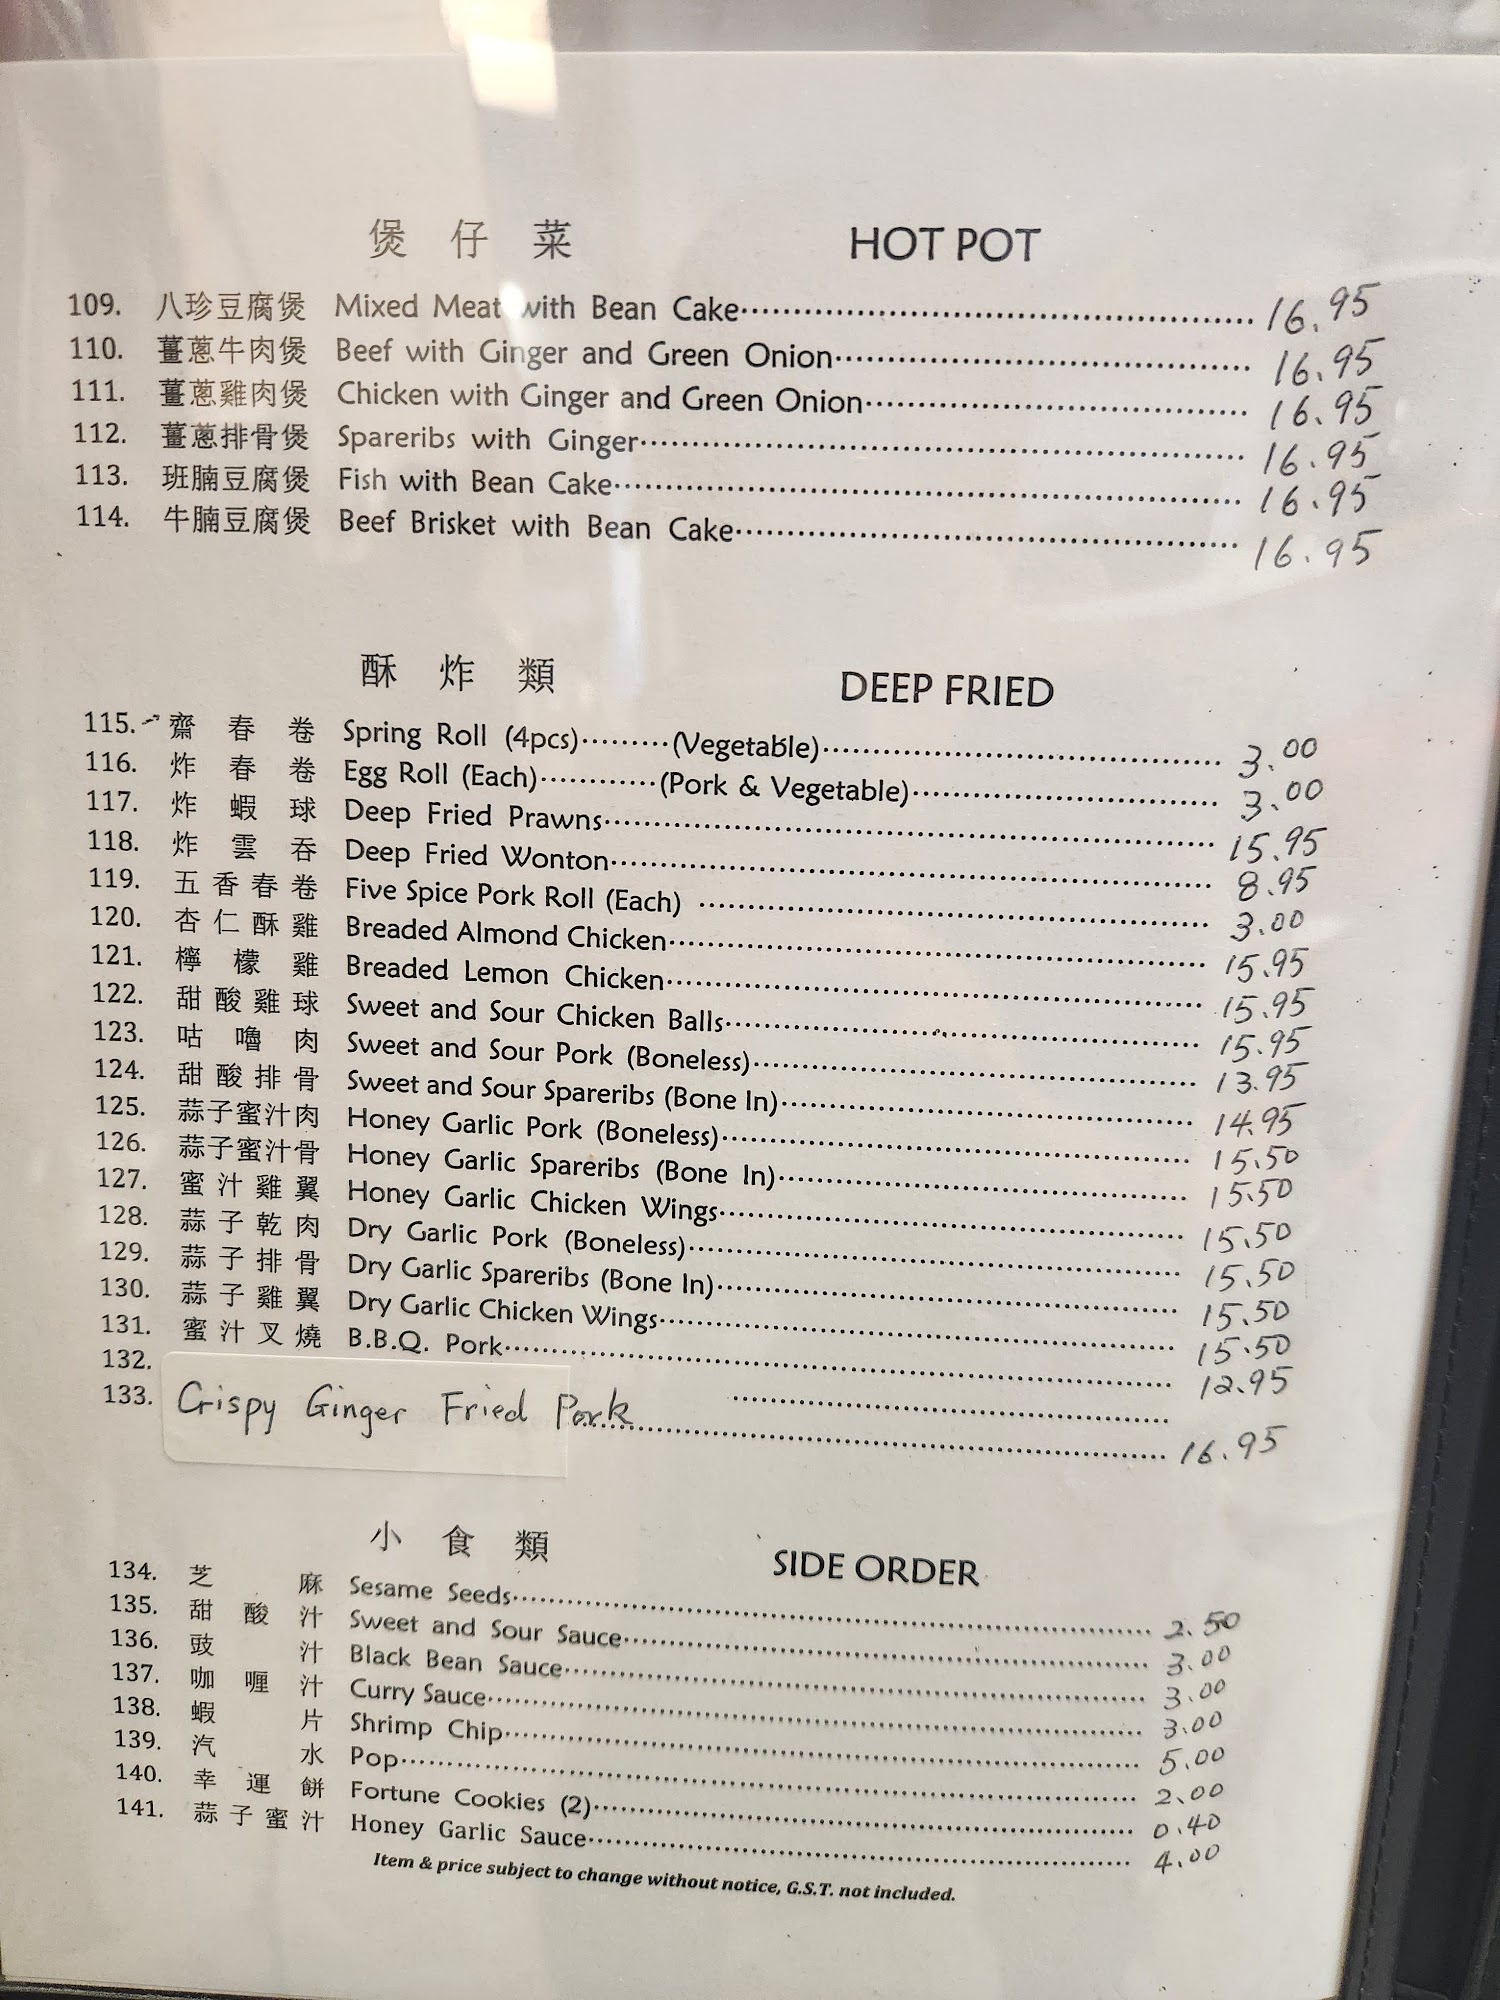 煲仔菜 HOT POT
109. 八珍豆腐煲 Mixed Meat with Bean Cake 16.95
110. 薑蔥牛肉煲 Beef with Ginger and Green Onion 16.95
111. 薑蔥雞肉煲 Chicken with Ginger and Green Onion 16.95
112. 薑蔥排骨煲 Spareribs with Ginger 16.95
113. 班腩豆腐煲 Fish with Bean Cake 16.95
114. 牛腩豆腐煲 Beef Brisket with Bean Cake 16.95
酥炸類 DEEP FRIED
115. 齋春卷 Spring Roll (4pcs) (Vegetable) 3.00
116. 炸春卷 Egg Roll (Each) (Pork & Vegetable) 3.00
117. 炸蝦球 Deep Fried Prawns 15.95
118. 炸雲吞 Deep Fried Wonton 8.95
119. 五香春卷 Five Spice Pork Roll (Each) 3.00
120. 杏仁酥雞 Breaded Almond Chicken 15.95
121. 檸檬雞 Breaded Lemon Chicken 15.95
122. 甜酸雞球 Sweet and Sour Chicken Balls 15.95
123. 咕嚕肉 Sweet and Sour Pork (Boneless) 13.95
124. 甜酸排骨 Sweet and Sour Spareribs (Bone In) 14.95
125. 蒜子蜜汁肉 Honey Garlic Pork (Boneless) 15.50
126. 蒜子蜜汁骨 Honey Garlic Spareribs (Bone In) 15.50
127. 蜜汁雞翼 Honey Garlic Chicken Wings 15.50
128. 蒜子乾肉 Dry Garlic Pork (Boneless) 15.50
129. 蒜子排骨 Dry Garlic Spareribs (Bone In) 15.50
130. 蒜子雞翼 Dry Garlic Chicken Wings 15.50
131. 蜜汁叉燒 B.B.Q. Pork 12.95
132.
133. Crispy Ginger Fried Pork 16.95
小食類 SIDE ORDER
134. 芝麻 Sesame Seeds 2.50
135. 甜酸汁 Sweet and Sour Sauce 3.00
136. 豉汁 Black Bean Sauce 3.00
137. 咖喱汁 Curry Sauce 3.00
138. 蝦片 Shrimp Chip 5.00
139. 汽水 Pop 2.00
140. 幸運餅 Fortune Cookies (2) 0.40
141. 蒜子蜜汁 Honey Garlic Sauce 4.00
Item & price subject to change without notice, G.S.T. not included.